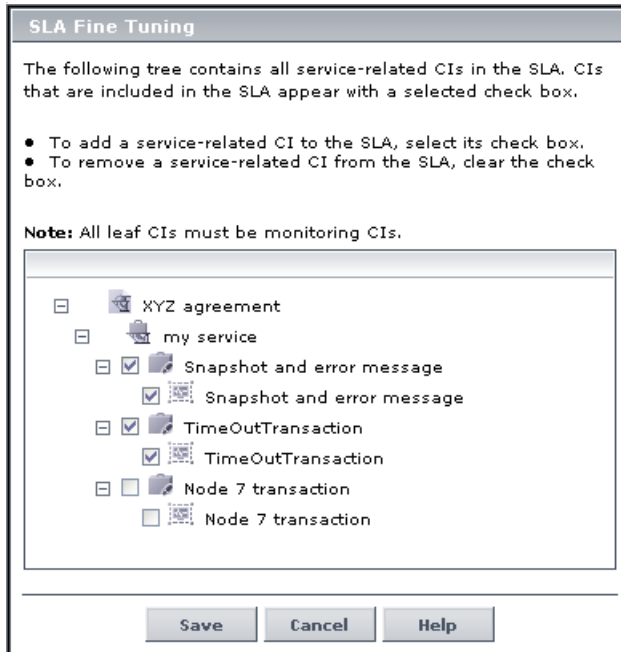 SLA Fine Tuning
The following tree contains all service-related CIs in the SLA. CIs
that are included in the SLA appear with a selected check box.
● To add a service-related CI to the SLA, select its check box.
● To remove a service-related CI from the SLA, clear the check
box.
Note: All leaf CIs must be monitoring CIs.
XYZ agreement
my service
Snapshot and error message
Snapshot and error message
TimeOutTransaction
TimeOutTransaction
Node 7 transaction
Node 7 transaction
Save Cancel Help